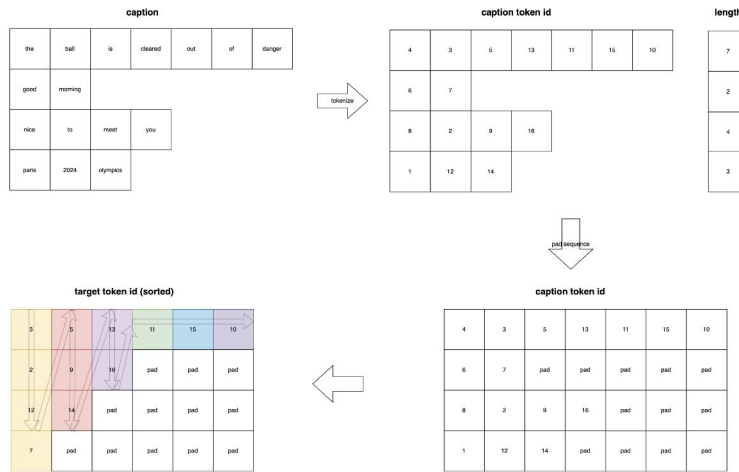 caption
the ball is cleared out of danger
good morning
nice to meet you
paris 2024 olympics
tokenize
caption token id
4 3 5 13 11 15 10
6 7
8 2 9 16
1 12 14
length
7
2
4
3
pad sequence
caption token id
4 3 5 13 11 15 10
6 7 pad pad pad pad pad
8 2 9 16 pad pad pad
1 12 14 pad pad pad pad
target token id (sorted)
3 5 13 11 15 10
2 9 16 pad pad pad
12 14 pad pad pad pad
7 pad pad pad pad pad